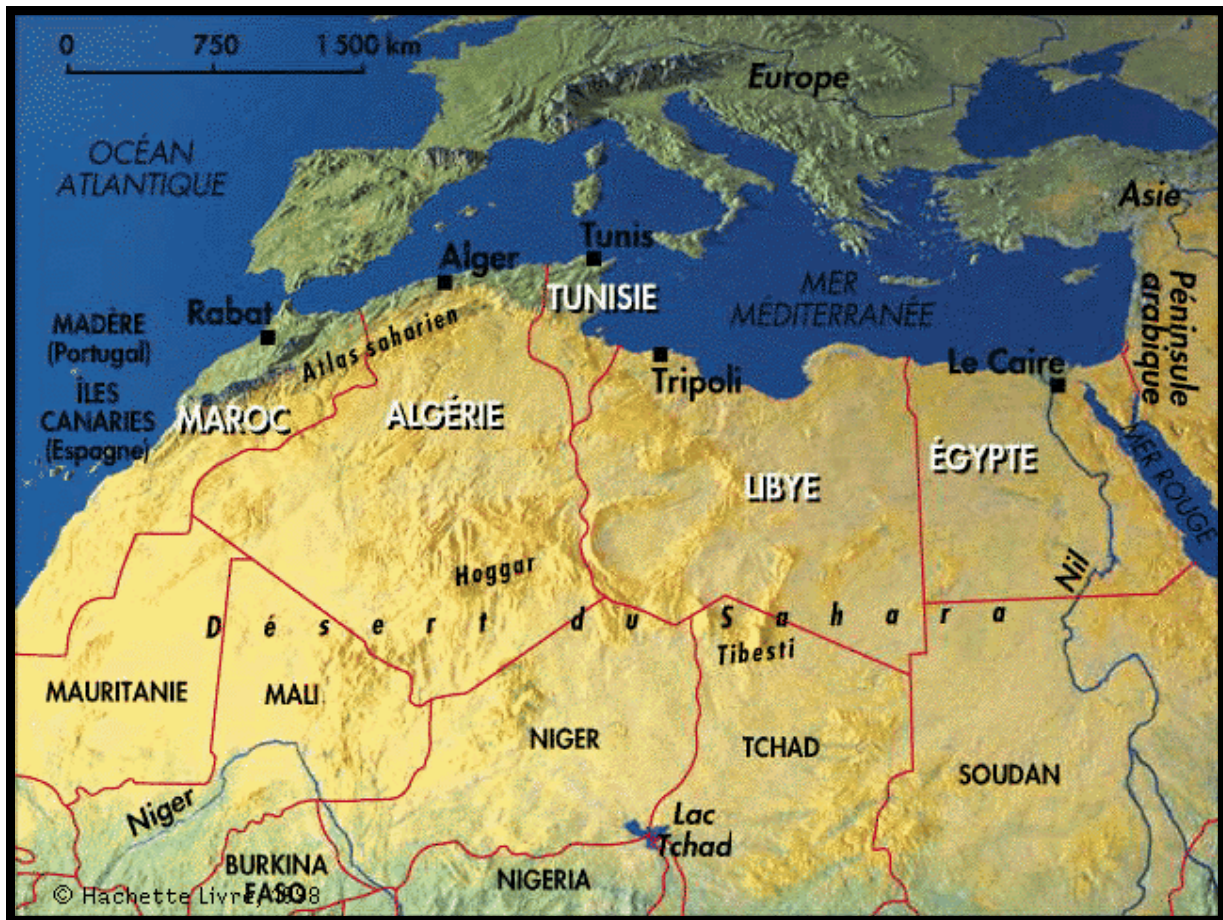 0 750 1 500 km
Europe
OCÉAN
ATLANTIQUE
Asie
Tunis
Alger
Péninsule
arabique
TUNISIE
MER
MÉDITERRANÉE
Rabat
MADÈRE
(Portugal)
Atlas saharien
Le Caire
Tripoli
ÎLES
CANARIES
(Espagne)
MAROC
ALGÉRIE
MER ROUGE
ÉGYPTE
LIBYE
Hoggar
Nil
Désert du Sahara
Tibesti
MAURITANIE
MALI
NIGER
TCHAD
SOUDAN
Niger
Lac
Tchad
BURKINA
FASO
NIGERIA
© Hachette Livre, 1998